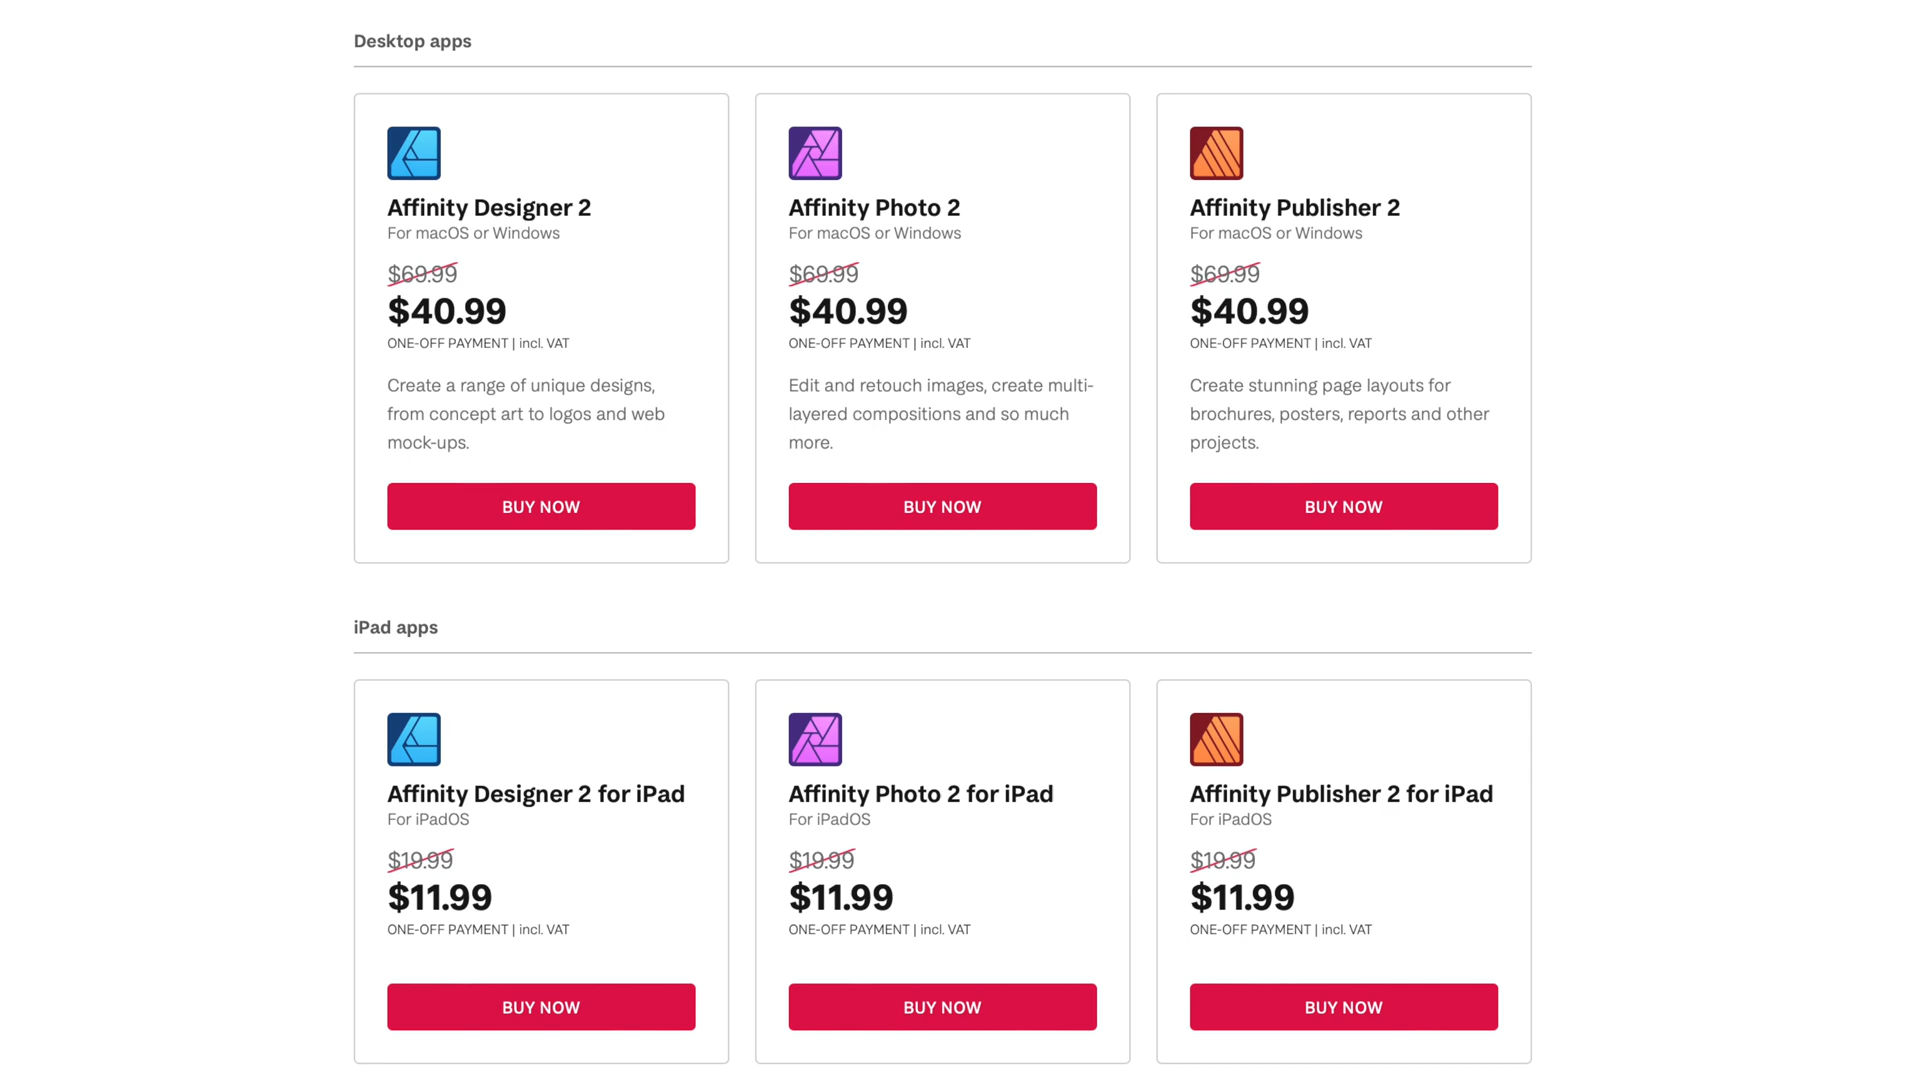 Desktop apps
Affinity Designer 2
For macOS or Windows
$69.99
$40.99
ONE-OFF PAYMENT | incl. VAT
Create a range of unique designs,
from concept art to logos and web
mock-ups.
BUY NOW
Affinity Photo 2
For macOS or Windows
$69.99
$40.99
ONE-OFF PAYMENT | incl. VAT
Edit and retouch images, create multi-
layered compositions and so much
more.
BUY NOW
Affinity Publisher 2
For macOS or Windows
$69.99
$40.99
ONE-OFF PAYMENT | incl. VAT
Create stunning page layouts for
brochures, posters, reports and other
projects.
BUY NOW
iPad apps
Affinity Designer 2 for iPad
For iPadOS
$19.99
$11.99
ONE-OFF PAYMENT | incl. VAT
BUY NOW
Affinity Photo 2 for iPad
For iPadOS
$19.99
$11.99
ONE-OFF PAYMENT | incl. VAT
BUY NOW
Affinity Publisher 2 for iPad
For iPadOS
$19.99
$11.99
ONE-OFF PAYMENT | incl. VAT
BUY NOW